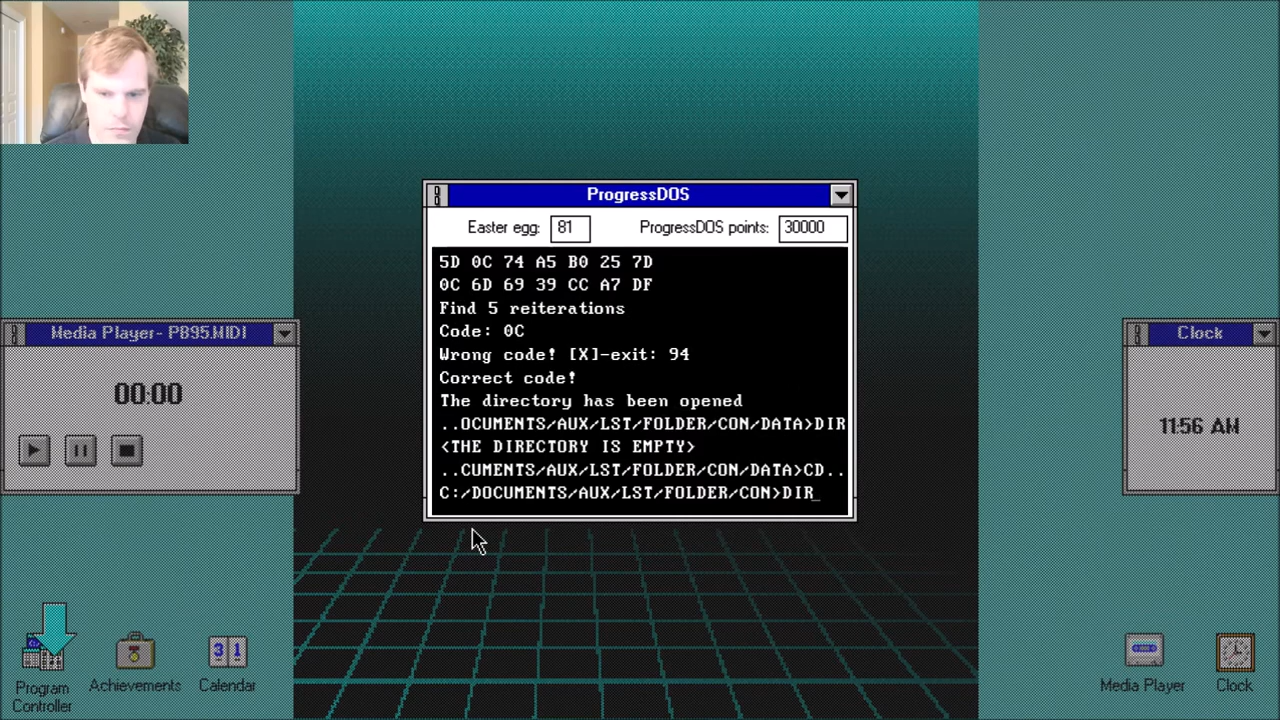 ProgressDOS
Easter egg: 81 ProgressDOS points: 30000
5D 0C 74 A5 B0 25 7D
0C 6D 69 39 CC A7 DF
Find 5 reiterations
Code: 0C
Wrong code! [X]-exit: 94
Correct code!
The directory has been opened
..OCUMENTS/AUX/LST/FOLDER/CON/DATA>DIR
<THE DIRECTORY IS EMPTY>
..CUMENTS/AUX/LST/FOLDER/CON/DATA>CD..
C:/DOCUMENTS/AUX/LST/FOLDER/CON>DIR_
Media Player- PB95.MIDI
00:00
Clock
11:56 AM
Program
Controller
Achievements
31
Calendar
Media Player
Clock